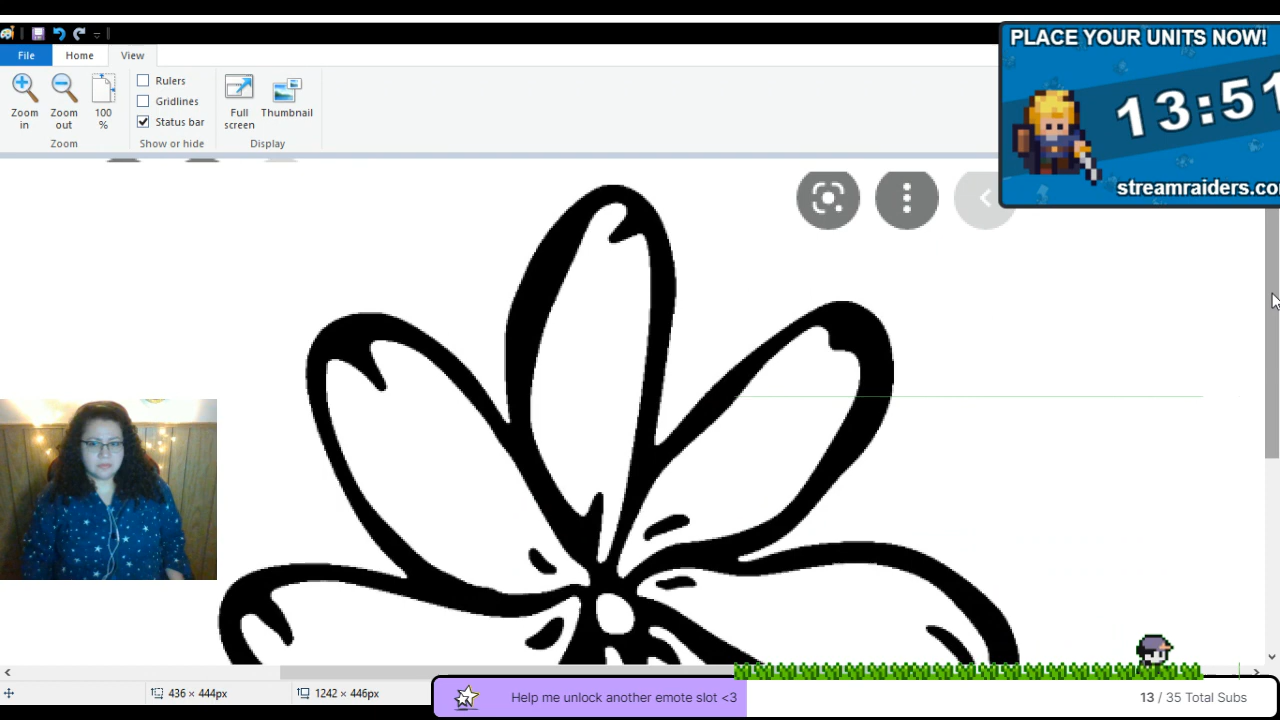 File Home View
PLACE YOUR UNITS NOW!
13:51
streamraiders.co
Zoom in
Zoom out
100 %
Rulers
Gridlines
Status bar
Full screen
Thumbnail
Zoom
Show or hide
Display
436 × 444px
1242 × 446px
Help me unlock another emote slot <3
13 / 35 Total Subs